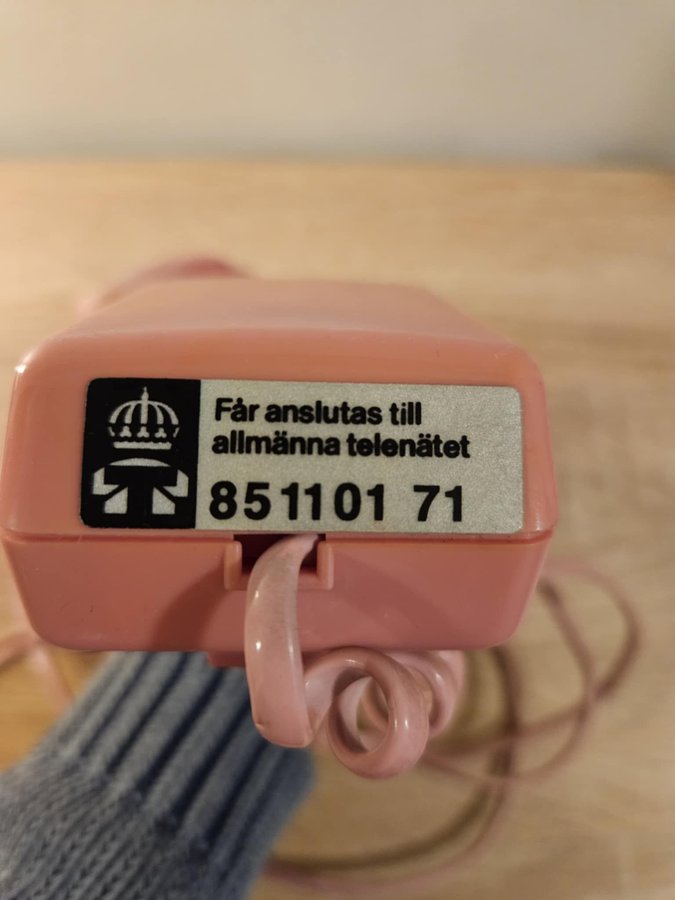 Får anslutas till
allmänna telenätet
851101 71